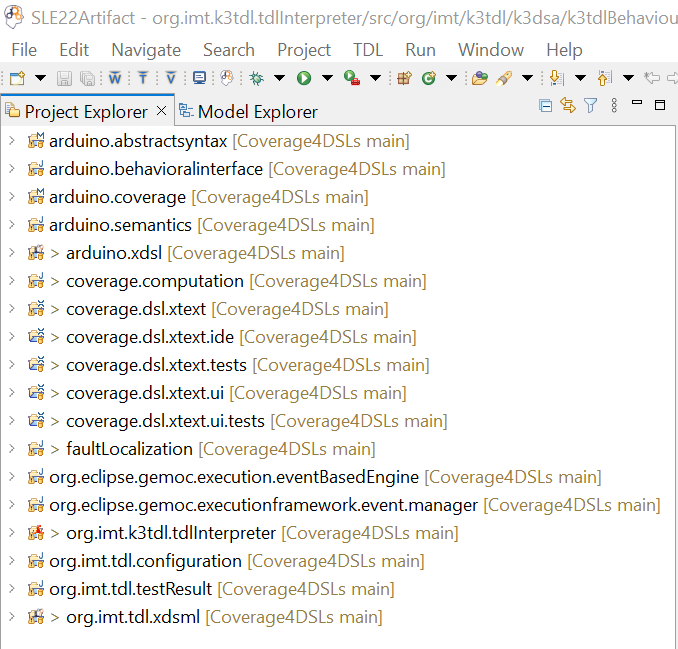 SLE22Artifact - org.imt.k3tdl.tdlInterpreter/src/org/imt/k3tdl/k3dsa/k3tdlBehaviou
File Edit Navigate Search Project TDL Run Window Help
Project Explorer Model Explorer
arduino.abstractsyntax [Coverage4DSLs main]
arduino.behavioralinterface [Coverage4DSLs main]
arduino.coverage [Coverage4DSLs main]
arduino.semantics [Coverage4DSLs main]
> arduino.xdsl [Coverage4DSLs main]
> coverage.computation [Coverage4DSLs main]
> coverage.dsl.xtext [Coverage4DSLs main]
> coverage.dsl.xtext.ide [Coverage4DSLs main]
> coverage.dsl.xtext.tests [Coverage4DSLs main]
> coverage.dsl.xtext.ui [Coverage4DSLs main]
> coverage.dsl.xtext.ui.tests [Coverage4DSLs main]
> faultLocalization [Coverage4DSLs main]
org.eclipse.gemoc.execution.eventBasedEngine [Coverage4DSLs main]
org.eclipse.gemoc.executionframework.event.manager [Coverage4DSLs main]
> org.imt.k3tdl.tdlInterpreter [Coverage4DSLs main]
org.imt.tdl.configuration [Coverage4DSLs main]
org.imt.tdl.testResult [Coverage4DSLs main]
> org.imt.tdl.xdsml [Coverage4DSLs main]